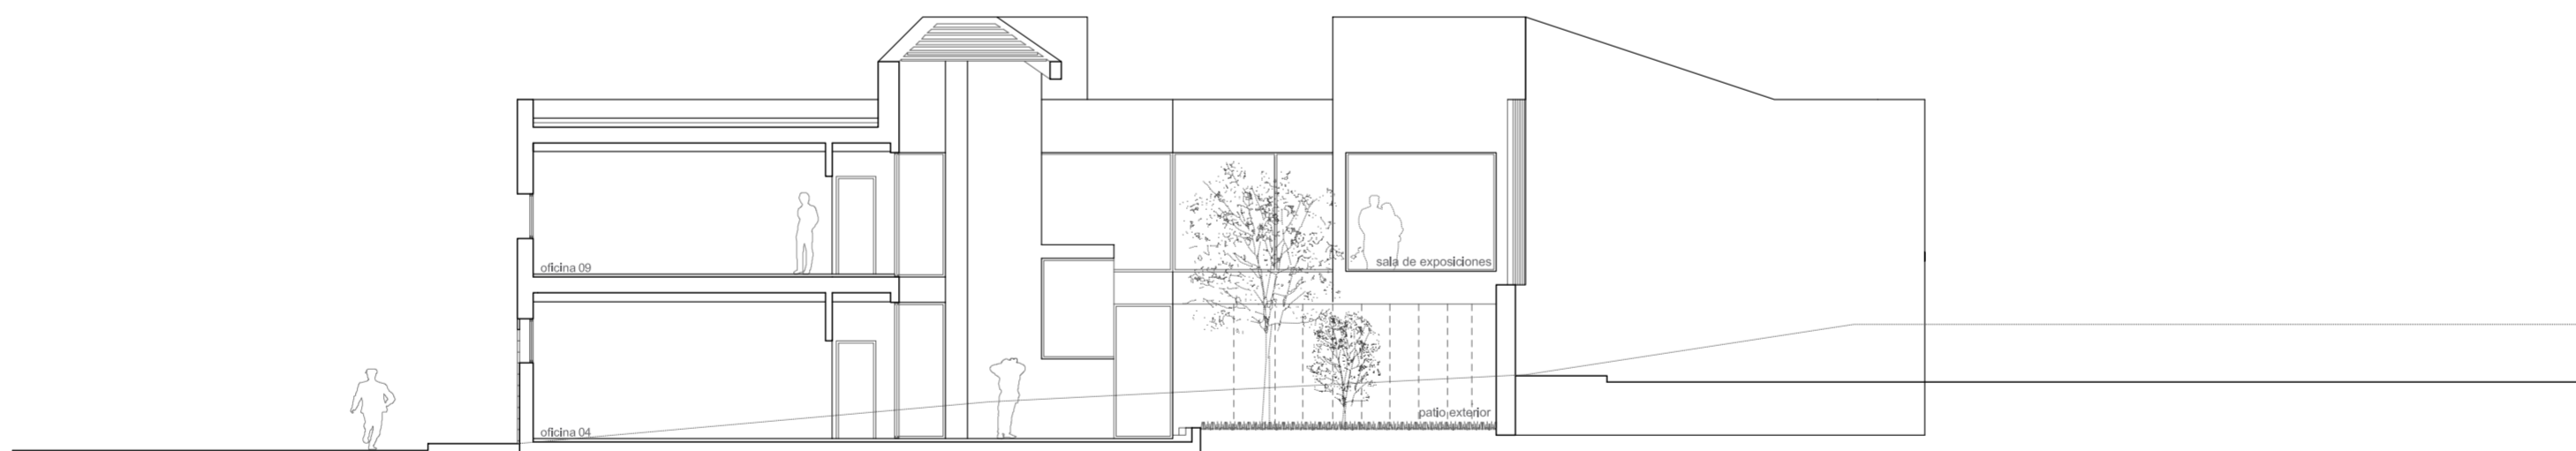 oficina 09
sala de exposiciones
oficina 04
patio exterior